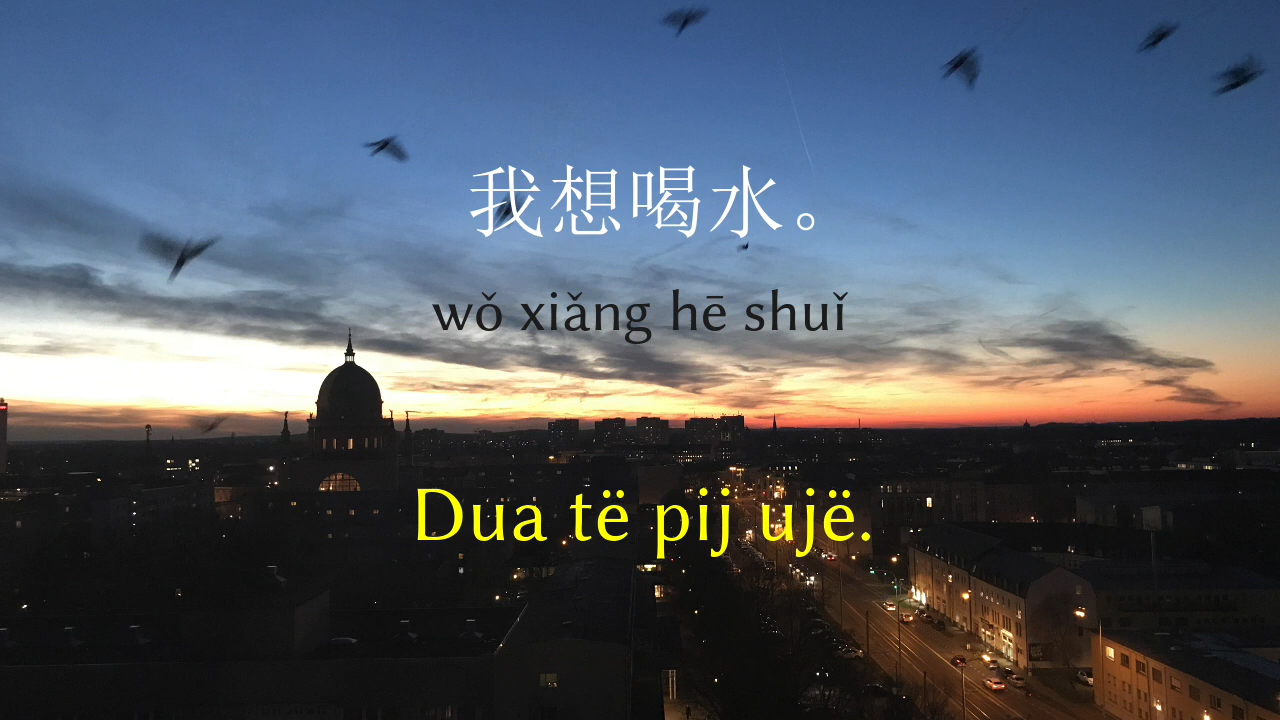 我想喝水。
wǒ xiǎng hē shuǐ
Dua të pij ujë.